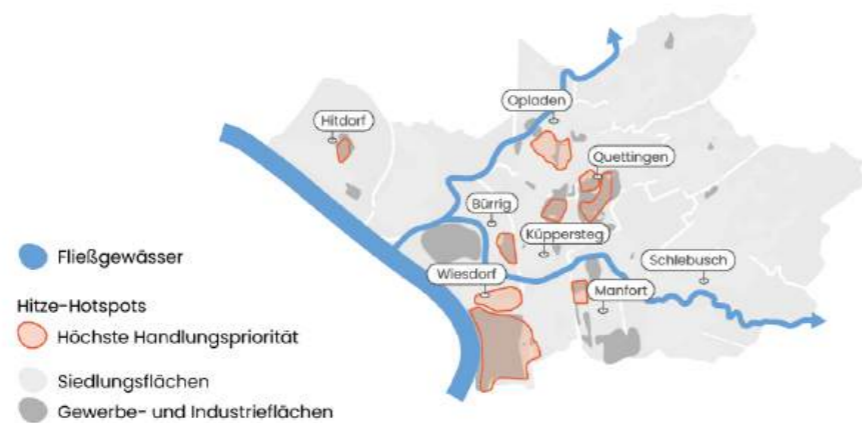 Opladen
Hitdorf
Quettingen
Bürrig
Küppersteg
Schlebusch
Wiesdorf
Manfort
Fließgewässer
Hitze-Hotspots
Höchste Handlungspriorität
Siedlungsflächen
Gewerbe- und Industrieflächen